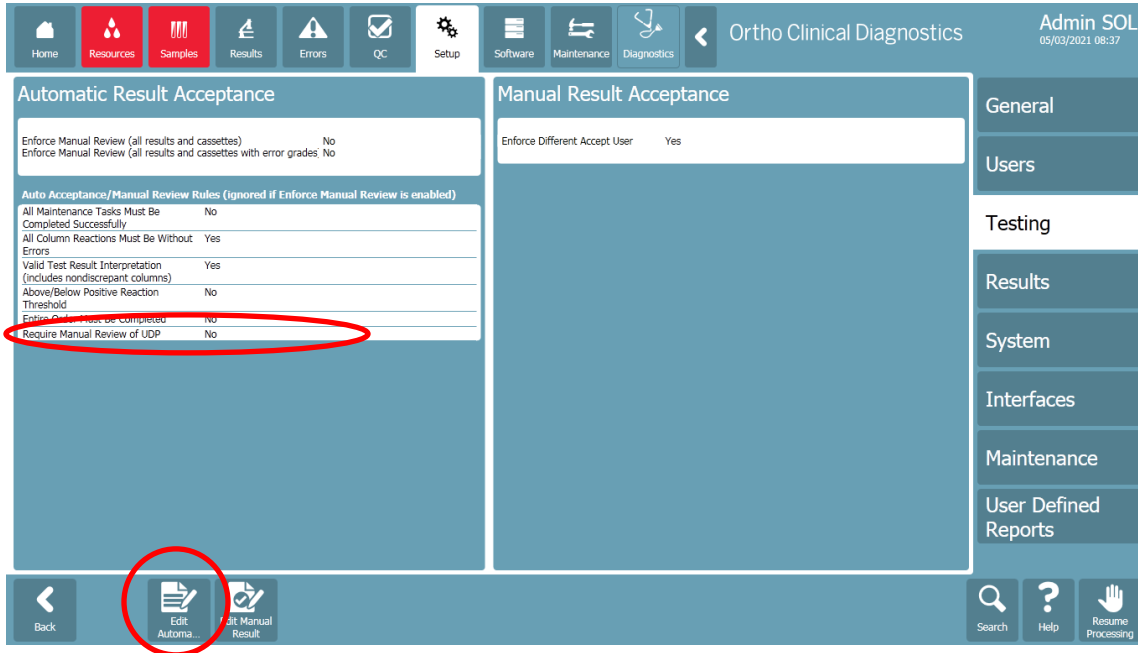 Home
Resources
Samples
Results
Errors
QC
Setup
Software
Maintenance
Diagnostics
Ortho Clinical Diagnostics
Admin SOL
05/03/2021 08:37
Automatic Result Acceptance
Enforce Manual Review (all results and cassettes) No
Enforce Manual Review (all results and cassettes with error grades) No
Auto Acceptance/Manual Review Rules (ignored if Enforce Manual Review is enabled)
All Maintenance Tasks Must Be No
Completed Successfully
All Column Reactions Must Be Without Yes
Errors
Valid Test Result Interpretation Yes
(includes nondiscrepant columns)
Above/Below Positive Reaction No
Threshold
Entire Order Must Be Completed No
Require Manual Review of UDP No
Manual Result Acceptance
Enforce Different Accept User Yes
General
Users
Testing
Results
System
Interfaces
Maintenance
User Defined
Reports
Back
Edit
Automa...
Edit Manual
Result
Search
Help
Resume
Processing